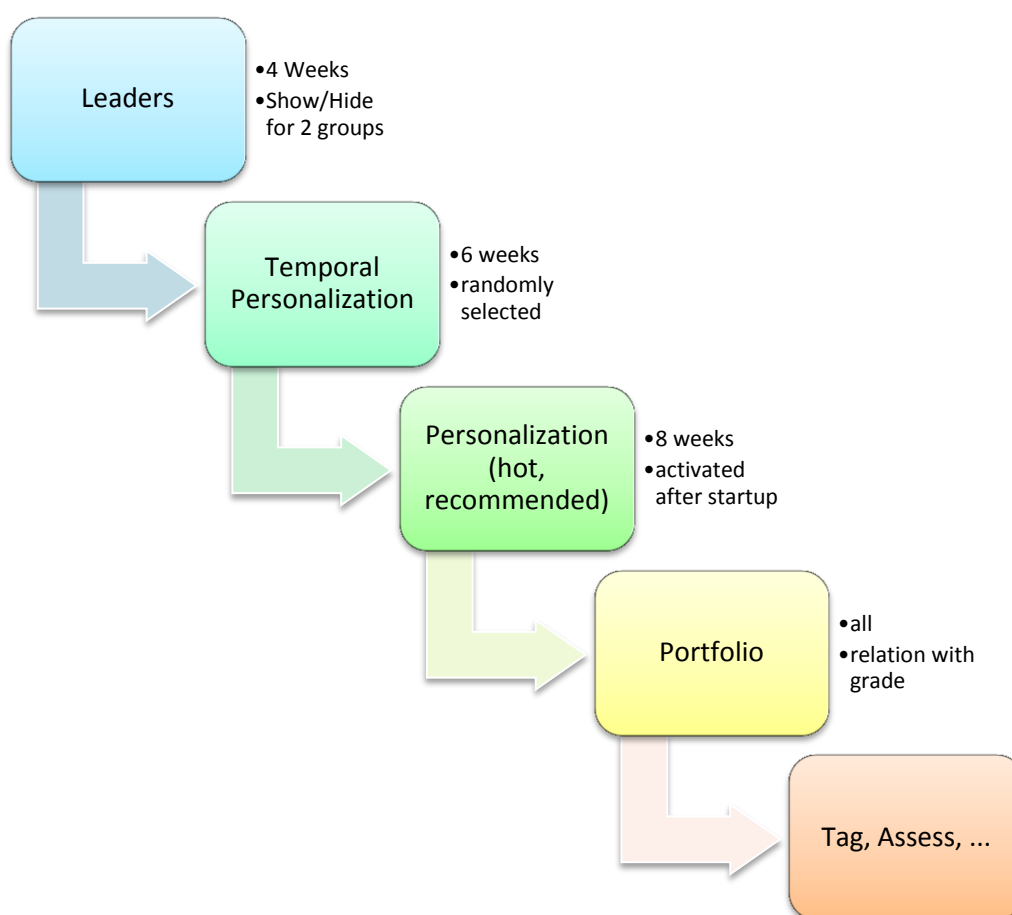 Leaders
•4 Weeks
•Show/Hide
for 2 groups
Temporal
Personalization
•6 weeks
•randomly
selected
Personalization
(hot,
recommended)
•8 weeks
•activated
after startup
Portfolio
•all
•relation with
grade
Tag, Assess, ...